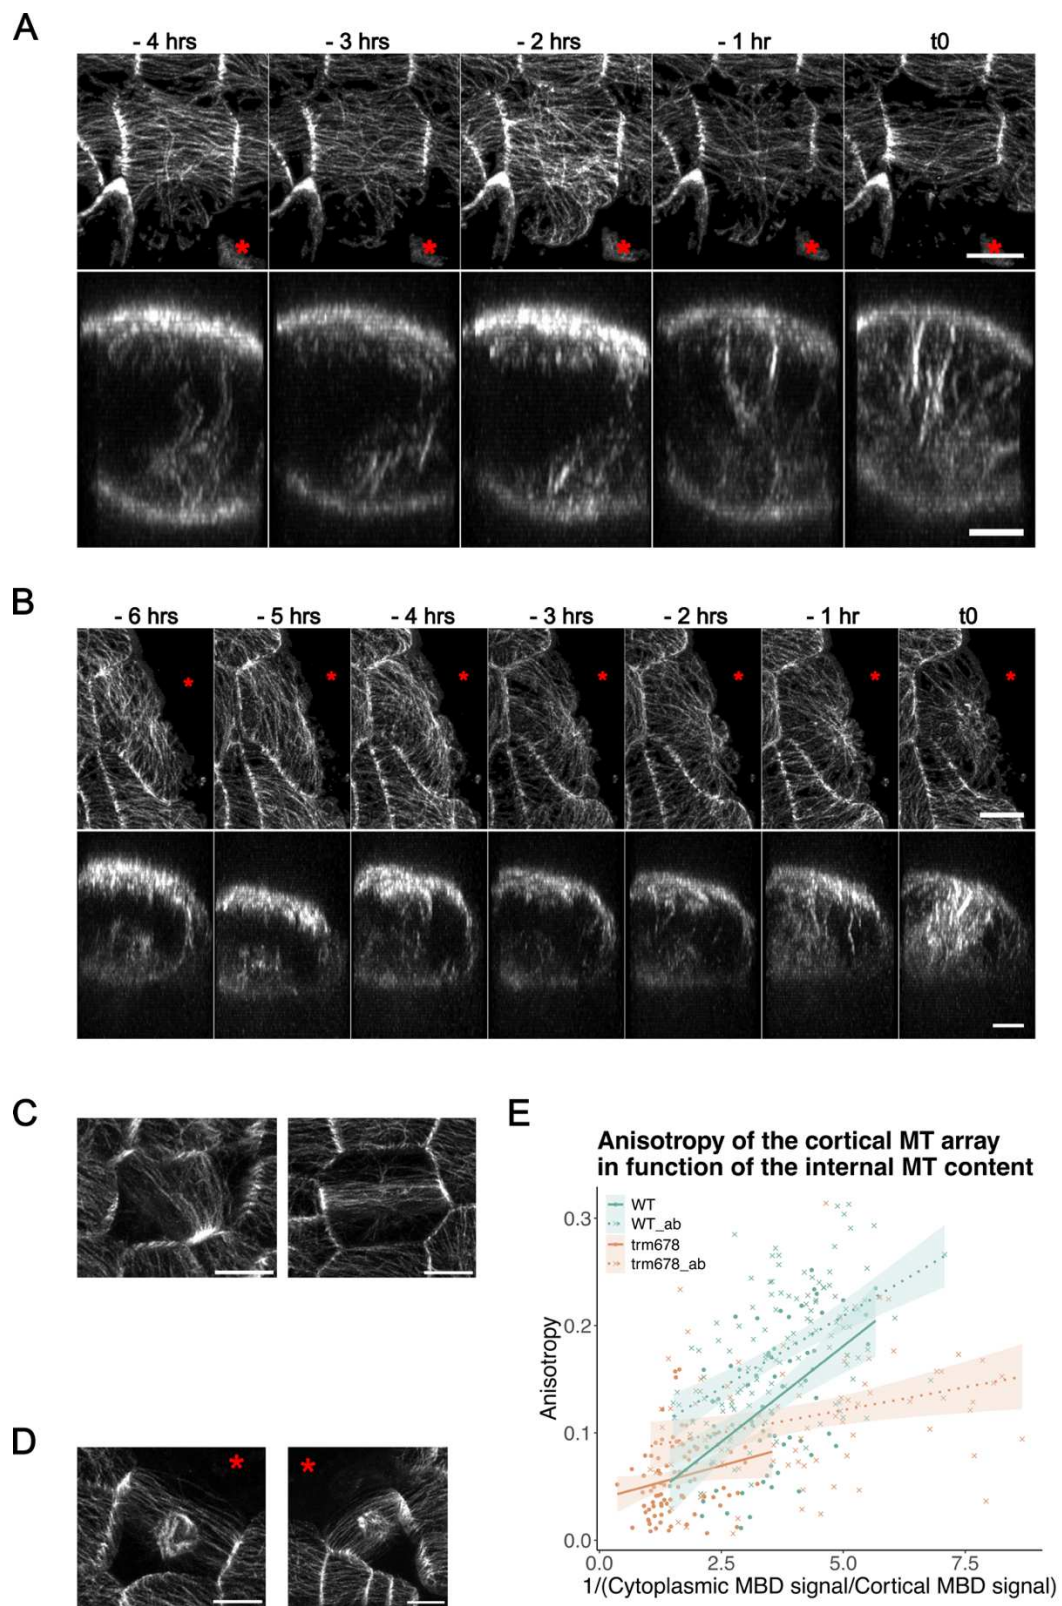 A
- 4 hrs - 3 hrs - 2 hrs - 1 hr t0
B
- 6 hrs - 5 hrs - 4 hrs - 3 hrs - 2 hrs - 1 hr t0
C
D
E
Anisotropy of the cortical MT array
in function of the internal MT content
WT
WT_ab
trm678
trm678_ab
Anisotropy
0.3
0.2
0.1
0.0
0.0 2.5 5.0 7.5
1/(Cytoplasmic MBD signal/Cortical MBD signal)